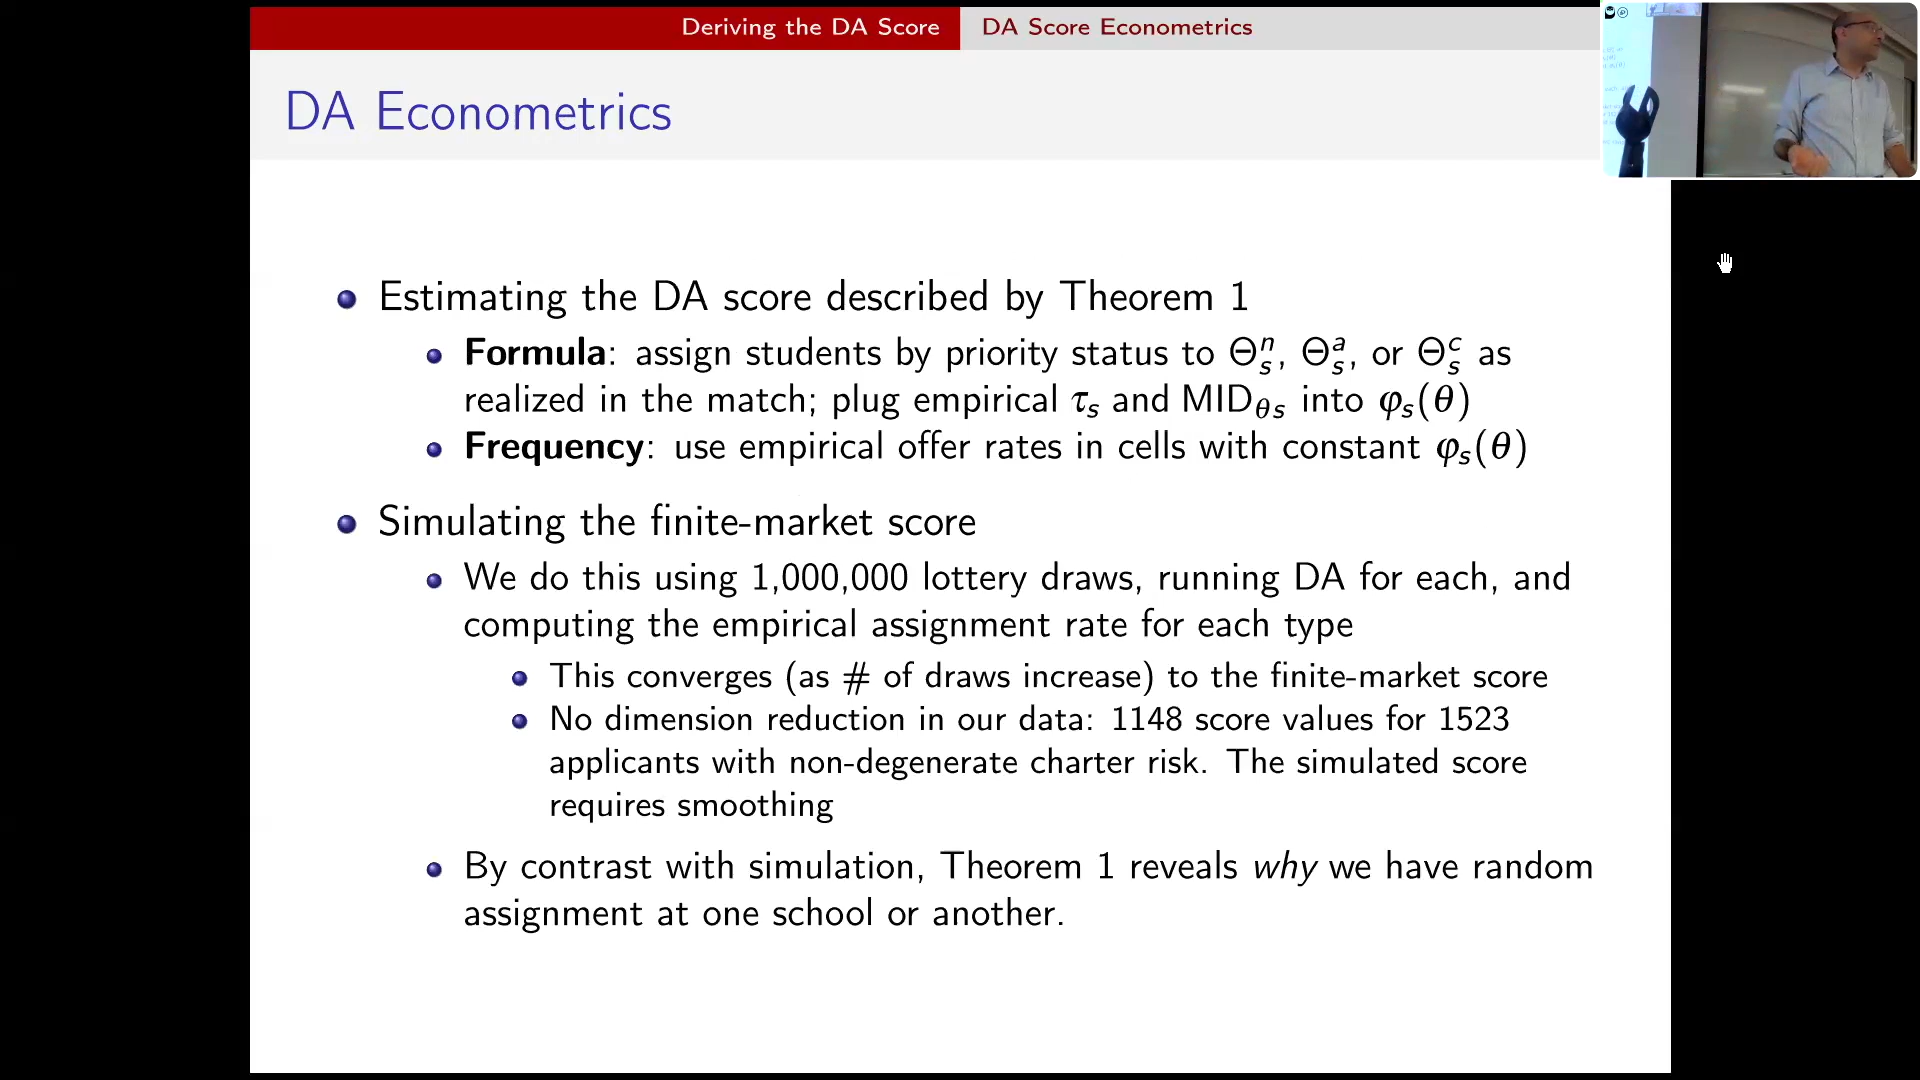 Deriving the DA Score DA Score Econometrics
DA Econometrics
Estimating the DA score described by Theorem 1
Formula: assign students by priority status to Θₛⁿ, Θₛᵃ, or Θₛᶜ as
realized in the match; plug empirical τₛ and MID_θs into φₛ(θ)
Frequency: use empirical offer rates in cells with constant φₛ(θ)
Simulating the finite-market score
We do this using 1,000,000 lottery draws, running DA for each, and
computing the empirical assignment rate for each type
This converges (as # of draws increase) to the finite-market score
No dimension reduction in our data: 1148 score values for 1523
applicants with non-degenerate charter risk. The simulated score
requires smoothing
By contrast with simulation, Theorem 1 reveals why we have random
assignment at one school or another.